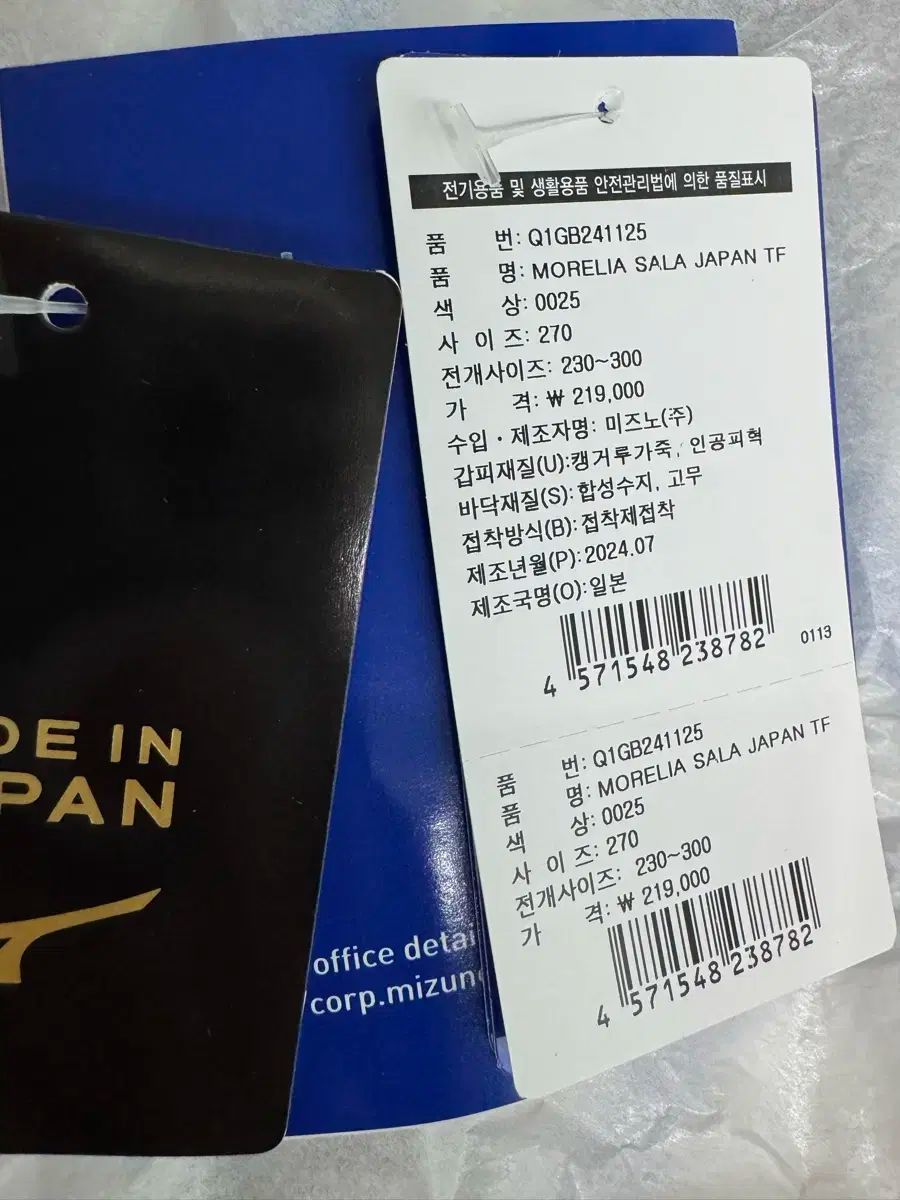 전기용품 및 생활용품 안전관리법에 의한 품질표시
품 번: Q1GB241125
품 명: MORELIA SALA JAPAN TF
색 상: 0025
사 이 즈: 270
전개사이즈: 230~300
가 격: ₩ 219,000
수입 · 제조자명: 미즈노(주)
갑피재질(U):캥거루가죽, 인공피혁
바닥재질(S): 합성수지, 고무
접착방식(B): 접착제접착
제조년월(P): 2024.07
제조국명(O):일본
4 571548 238782
0113
품 번: Q1GB241125
품 명: MORELIA SALA JAPAN TF
색 상: 0025
사 이 즈: 270
전개사이즈: 230~300
가 격: ₩ 219,000
4 571548 238782
DE IN
PAN
office detai
corp.mizuno